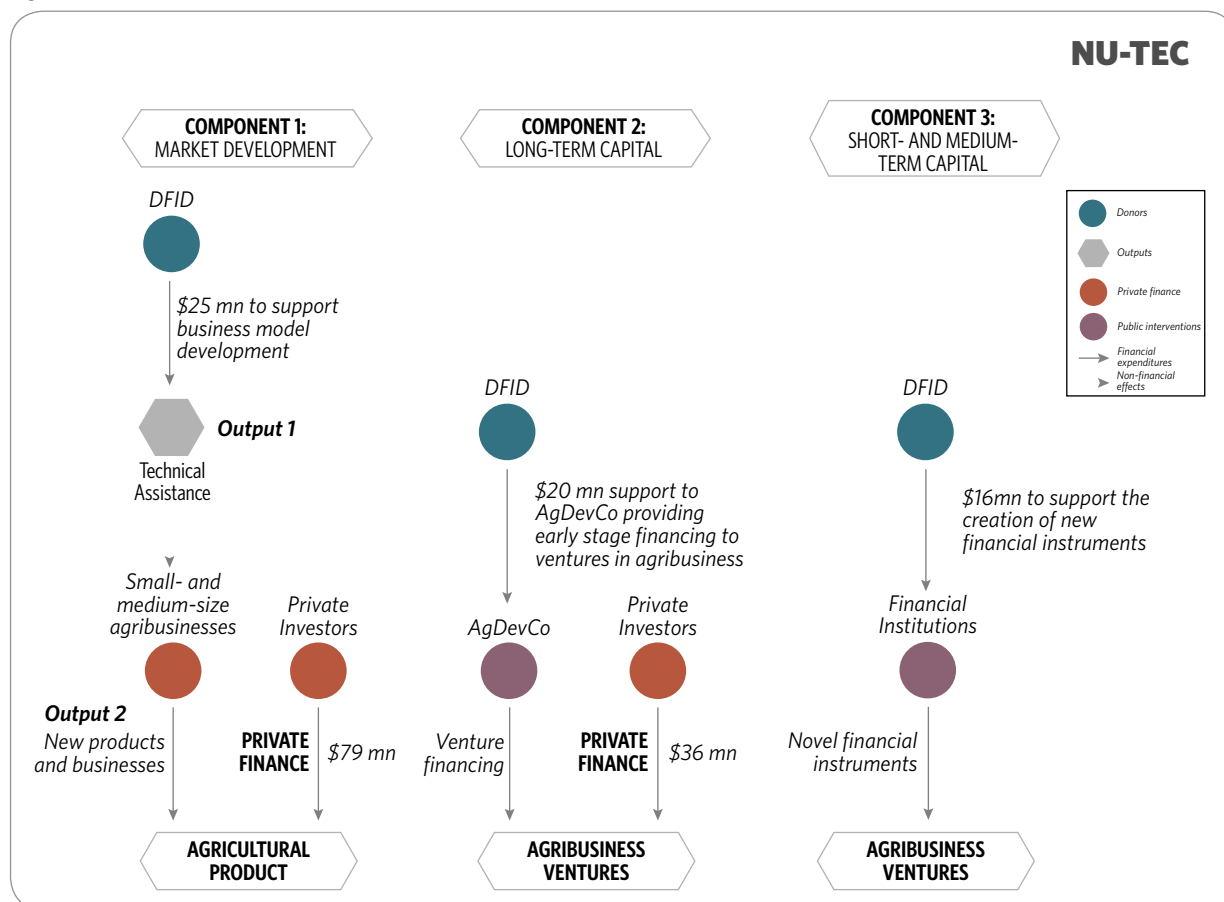 NU-TEC
COMPONENT 1:
MARKET DEVELOPMENT
DFID
$25 mn to support
business model
development
Output 1
Technical
Assistance
Small- and
medium-size
agribusinesses
Private
Investors
Output 2
New products
and businesses
PRIVATE
FINANCE
$79 mn
AGRICULTURAL
PRODUCT
COMPONENT 2:
LONG-TERM CAPITAL
DFID
$20 mn support to
AgDevCo providing
early stage financing to
ventures in agribusiness
AgDevCo
Private
Investors
Venture
financing
PRIVATE
FINANCE
$36 mn
AGRIBUSINESS
VENTURES
COMPONENT 3:
SHORT- AND MEDIUM-
TERM CAPITAL
DFID
$16mn to support the
creation of new
financial instruments
Financial
Institutions
Novel financial
instruments
AGRIBUSINESS
VENTURES
Donors
Outputs
Private finance
Public interventions
Financial
expenditures
Non-financial
effects